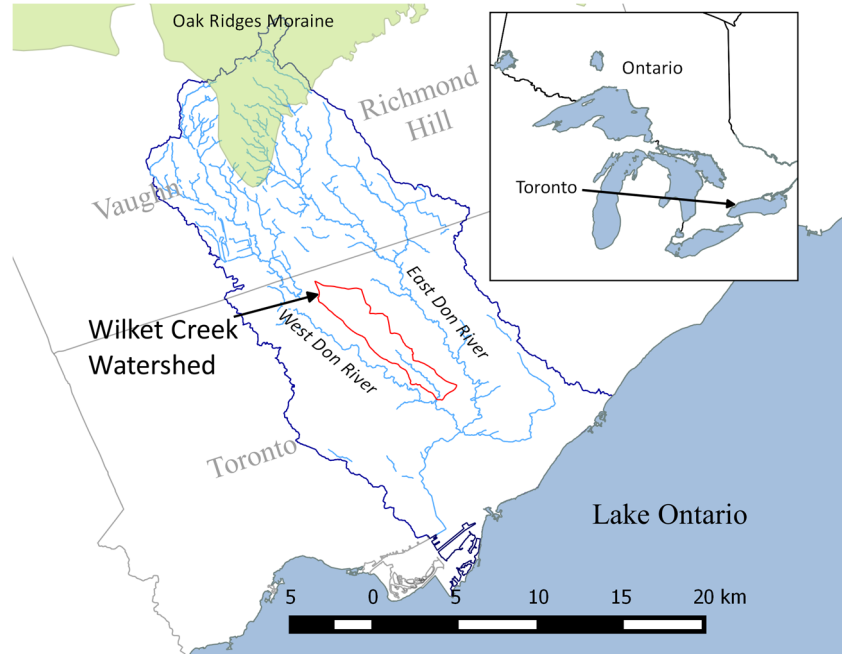 Oak Ridges Moraine
Richmond
Hill
Vaughn
Ontario
Toronto
East Don River
West Don River
Wilket Creek
Watershed
Toronto
Lake Ontario
5 0 5 10 15 20 km